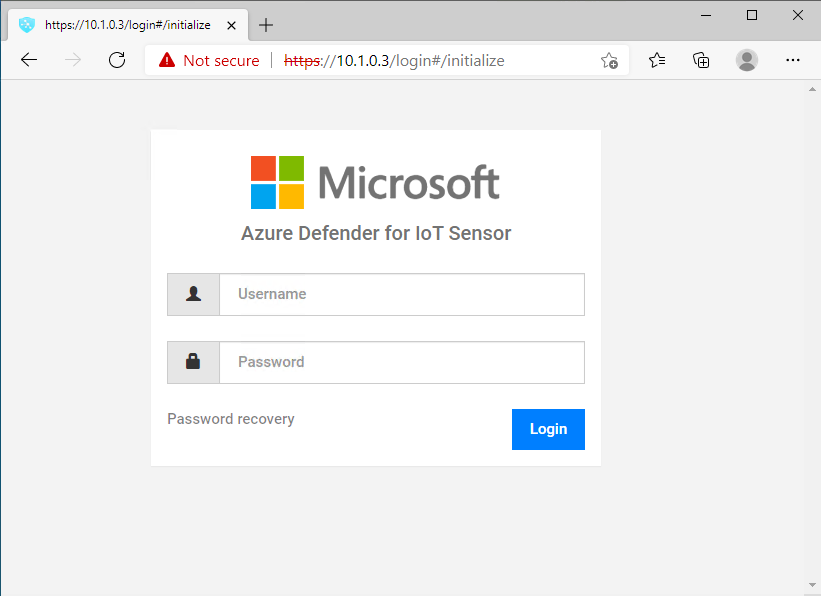 https://10.1.0.3/login#/initialize
Not secure https://10.1.0.3/login#/initialize
Microsoft
Azure Defender for IoT Sensor
Username
Password
Password recovery
Login